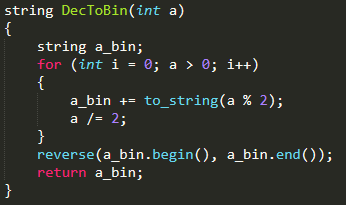 string DecToBin(int a)
{
    string a_bin;
    for (int i = 0; a > 0; i++)
    {
        a_bin += to_string(a % 2);
        a /= 2;
    }
    reverse(a_bin.begin(), a_bin.end());
    return a_bin;
}